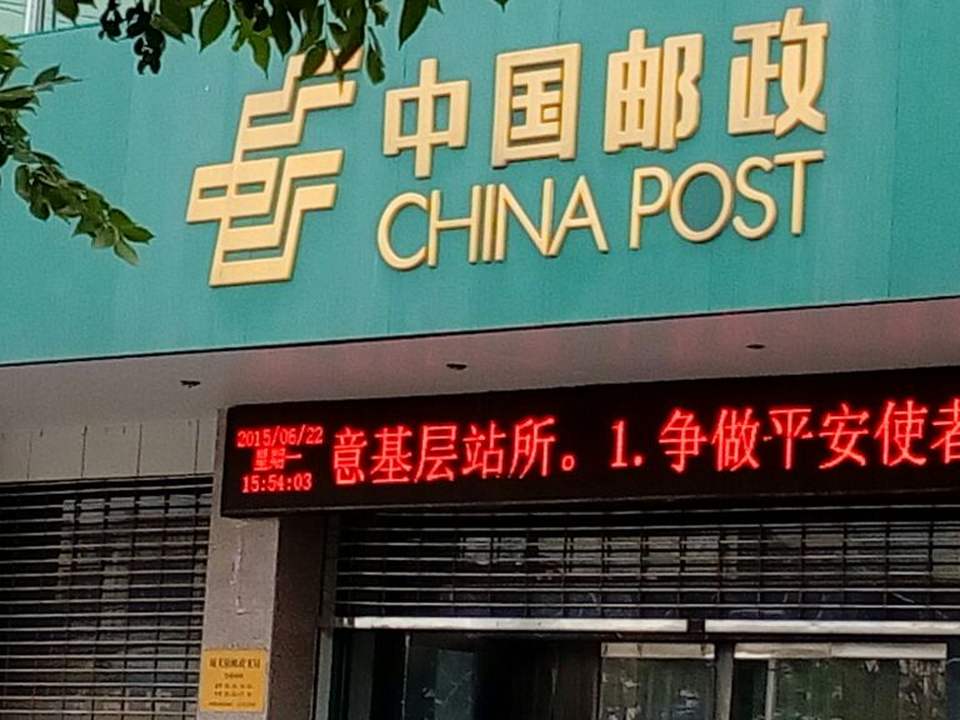 中国邮政
CHINA POST
2015/06/22
星期一
15:54:03
意基层站所。1.争做平安使者